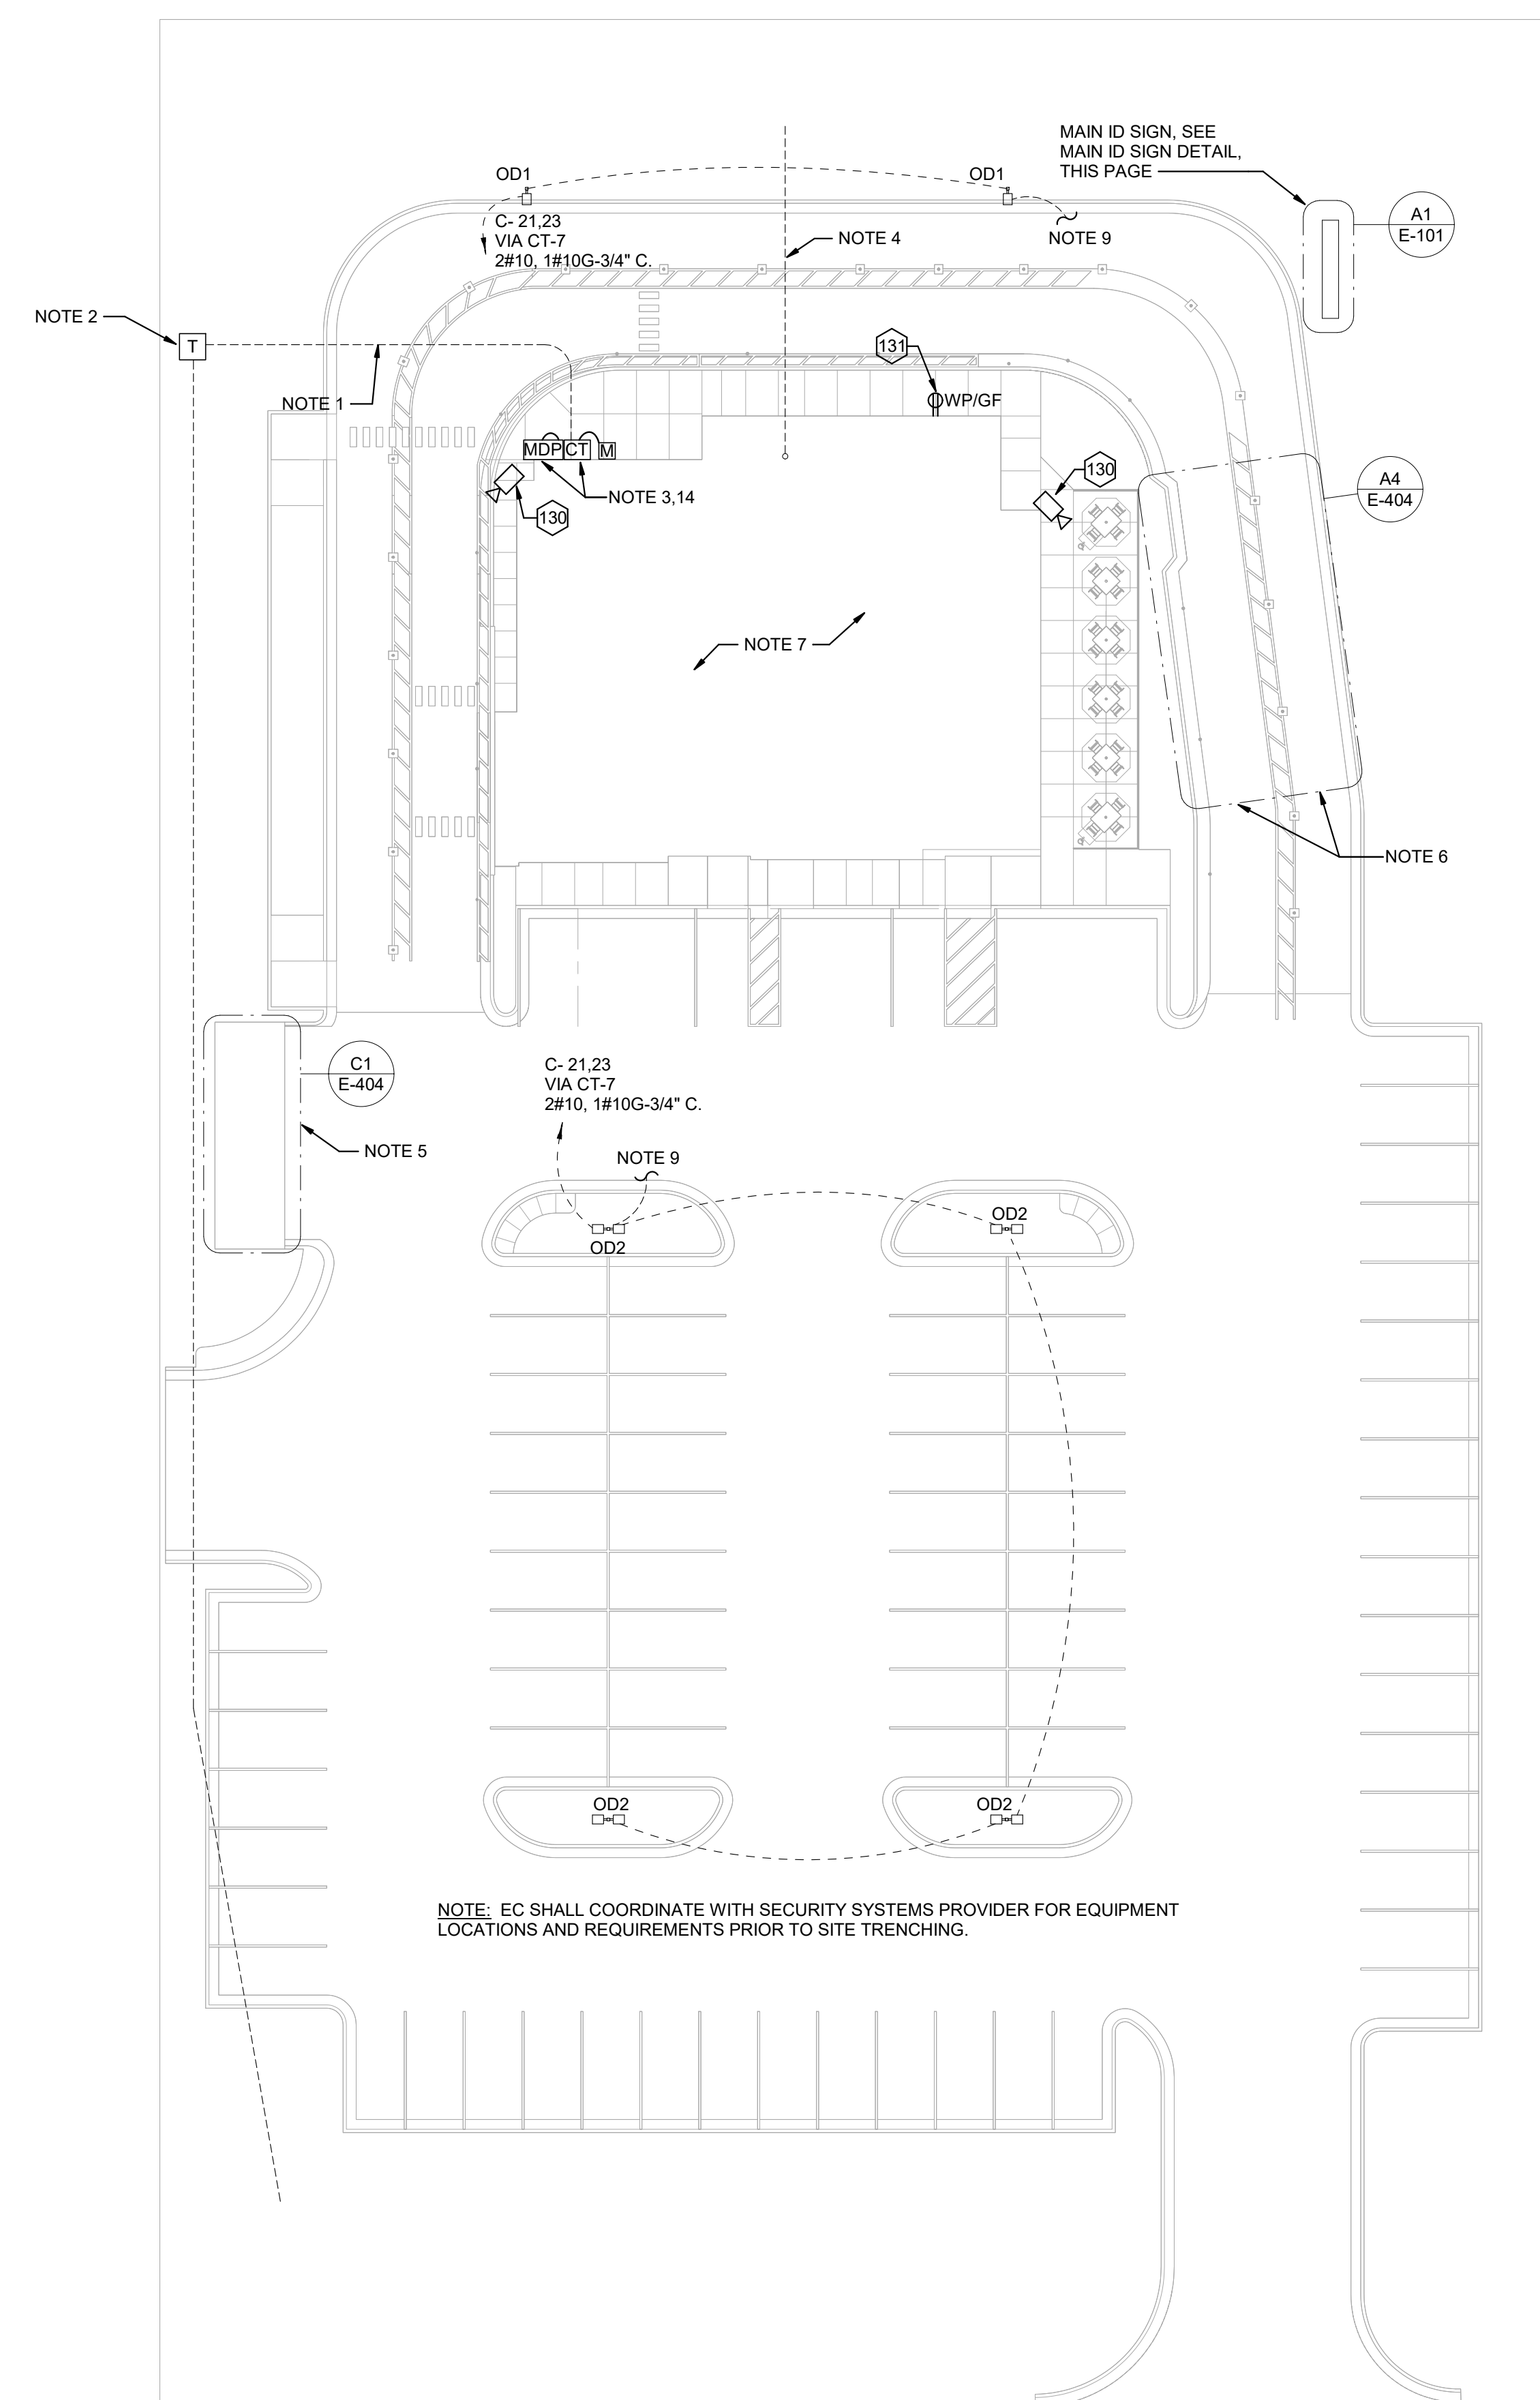 MAIN ID SIGN, SEE
MAIN ID SIGN DETAIL,
THIS PAGE
OD1
OD1
A1
E-101
C- 21,23
VIA CT-7
2#10, 1#10G-3/4" C.
NOTE 4
NOTE 9
NOTE 2
T
131
NOTE 1
WP/GF
MDP
CT
M
130
A4
E-404
NOTE 3,14
130
NOTE 7
NOTE 6
C- 21,23
VIA CT-7
2#10, 1#10G-3/4" C.
C1
E-404
NOTE 5
NOTE 9
OD2
OD2
OD2
OD2
NOTE: EC SHALL COORDINATE WITH SECURITY SYSTEMS PROVIDER FOR EQUIPMENT
LOCATIONS AND REQUIREMENTS PRIOR TO SITE TRENCHING.